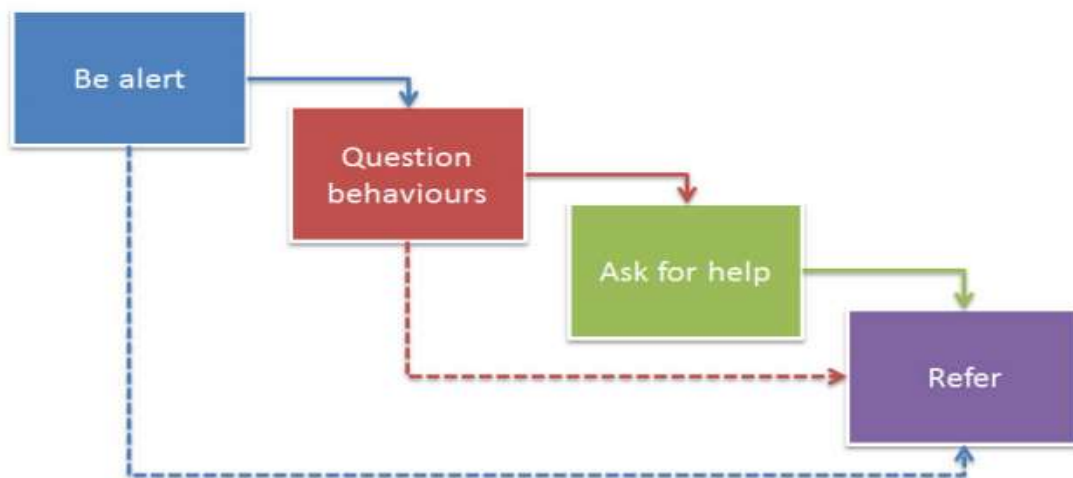 Be alert
Question
behaviours
Ask for help
Refer